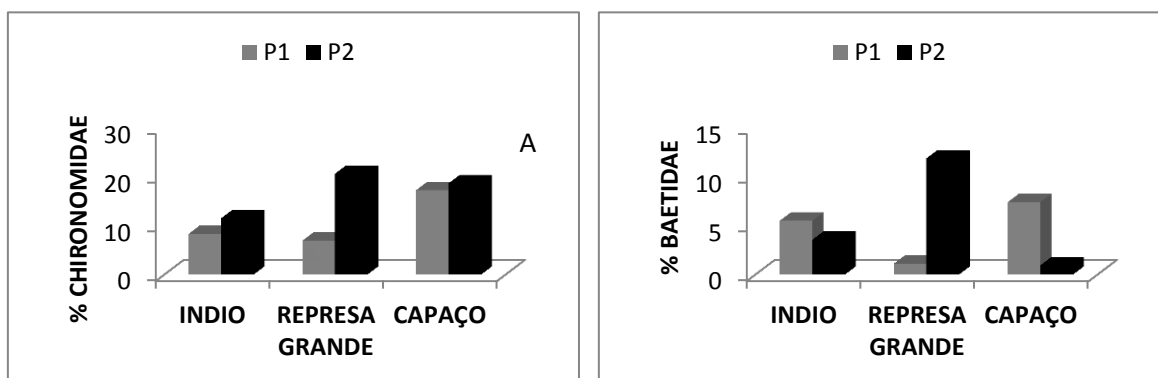 P1 P2
% CHIRONOMIDAE
30
20
10
0
A
INDIO REPRESA GRANDE CAPAÇO
P1 P2
% BAETIDAE
15
10
5
0
INDIO REPRESA GRANDE CAPAÇO